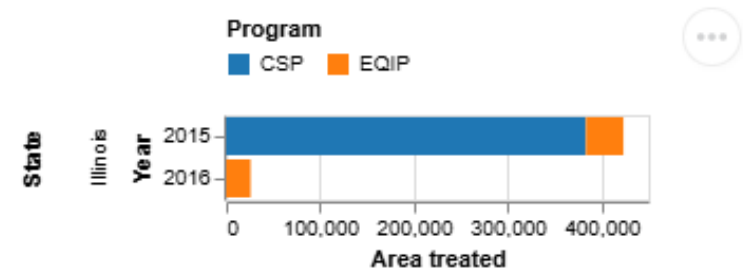 Program
CSP EQIP
State
Illinois
Year
2015
2016
0 100,000 200,000 300,000 400,000
Area treated